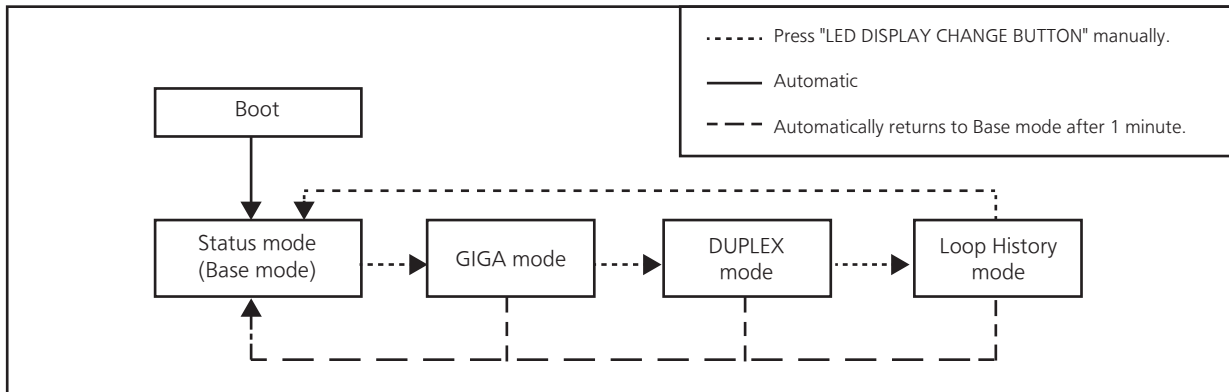 Press "LED DISPLAY CHANGE BUTTON" manually.
Automatic
Automatically returns to Base mode after 1 minute.
Boot
Status mode
(Base mode)
GIGA mode
DUPLEX
mode
Loop History
mode